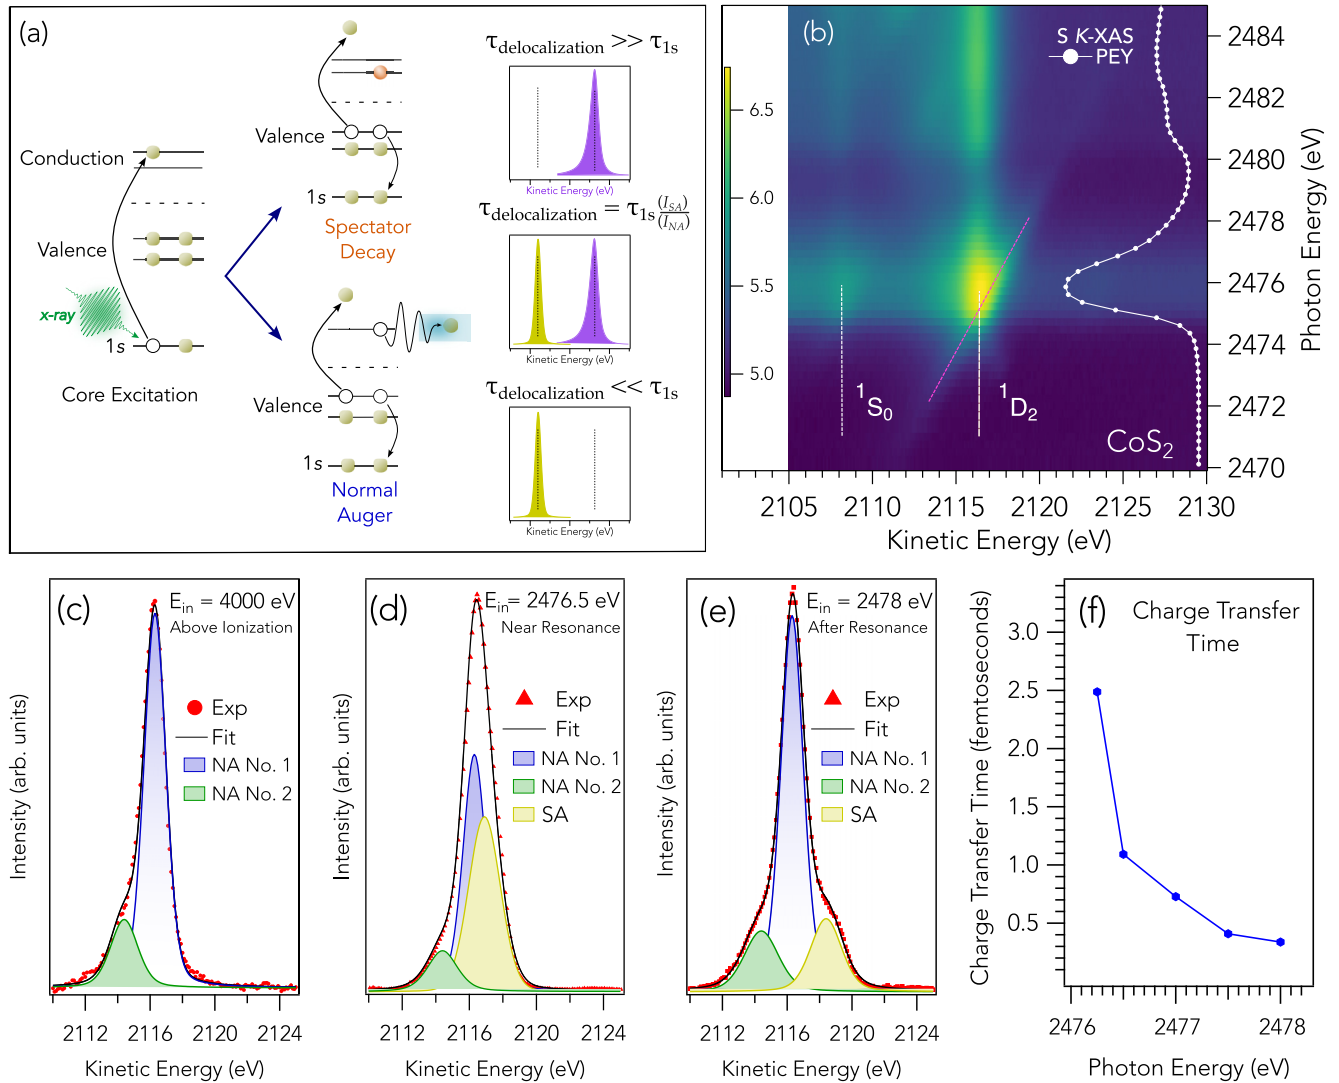 (a)
Conduction
Valence
x-ray
1s
Core Excitation
Valence
1s
Spectator
Decay
Valence
1s
Normal
Auger
τdelocalization >> τ1s
Kinetic Energy (eV)
τdelocalization = τ1s (ISA)/(INA)
Kinetic Energy (eV)
τdelocalization << τ1s
Kinetic Energy (eV)
(b)
S K-XAS
PEY
6.5
6.0
5.5
5.0
1S0
1D2
CoS2
2484
2482
2480
2478
2476
2474
2472
2470
Photon Energy (eV)
2105 2110 2115 2120 2125 2130
Kinetic Energy (eV)
(c)
Ein = 4000 eV
Above Ionization
Exp
Fit
NA No. 1
NA No. 2
Intensity (arb. units)
2112 2116 2120 2124
Kinetic Energy (eV)
(d)
Ein= 2476.5 eV
Near Resonance
Exp
Fit
NA No. 1
NA No. 2
SA
Intensity (arb. units)
2112 2116 2120 2124
Kinetic Energy (eV)
(e)
Ein = 2478 eV
After Resonance
Exp
Fit
NA No. 1
NA No. 2
SA
Intensity (arb. units)
2112 2116 2120 2124
Kinetic Energy (eV)
(f)
Charge Transfer
Time
Charge Transfer Time (femtoseconds)
3.0
2.5
2.0
1.5
1.0
0.5
2476 2477 2478
Photon Energy (eV)